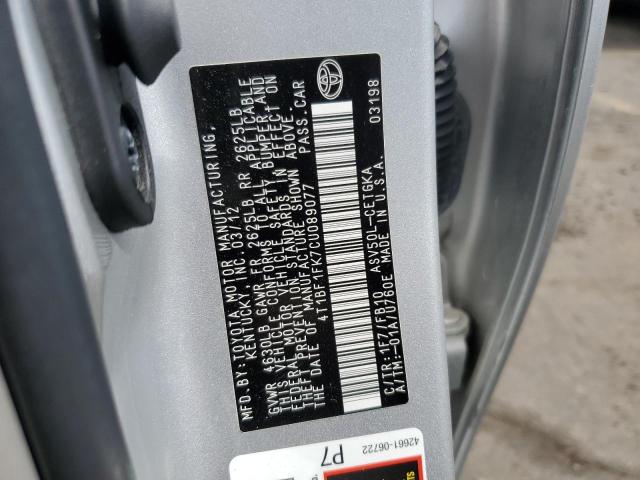 MFD.BY:TOYOTA MOTOR MANUFACTURING,
KENTUCKY, INC. 03/12
GVWR 4630LB GAWR FR 2625LB RR 2625LB
THIS VEHICLE CONFORMS TO ALL APPLICABLE
FEDERAL MOTOR VEHICLE SAFETY, BUMPER, AND
THEFT PREVENTION STANDARDS IN EFFECT ON
THE DATE OF MANUFACTURE SHOWN ABOVE.
4T1BF1FK7CU089077 PASS.CAR
C/TR:1F7/FB40 ASV50L-CETGKA
A/TM:-01A/U760E MADE IN U.S.A. 03198
42661-06722
P7